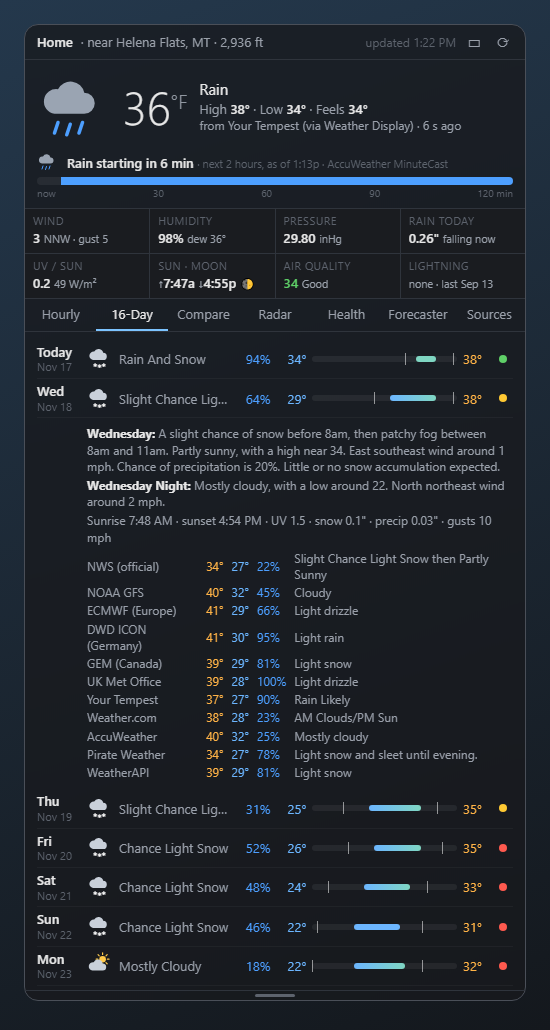 Home · near Helena Flats, MT · 2,936 ft updated 1:22 PM
36°F
Rain
High 38° · Low 34° · Feels 34°
from Your Tempest (via Weather Display) · 6 s ago
Rain starting in 6 min · next 2 hours, as of 1:13p · AccuWeather MinuteCast
now 30 60 90 120 min
WIND HUMIDITY PRESSURE RAIN TODAY
3 NNW · gust 5 98% dew 36° 29.80 inHg 0.26" falling now
UV / SUN SUN · MOON AIR QUALITY LIGHTNING
0.2 49 W/m² ↑7:47a ↓4:55p 34 Good none · last Sep 13
Hourly 16-Day Compare Radar Health Forecaster Sources
Today
Nov 17
Rain And Snow 94% 34° 38°
Wed
Nov 18
Slight Chance Lig... 64% 29° 38°
Wednesday: A slight chance of snow before 8am, then patchy fog between
8am and 11am. Partly sunny, with a high near 34. East southeast wind around 1
mph. Chance of precipitation is 20%. Little or no snow accumulation expected.
Wednesday Night: Mostly cloudy, with a low around 22. North northeast wind
around 2 mph.
Sunrise 7:48 AM · sunset 4:54 PM · UV 1.5 · snow 0.1" · precip 0.03" · gusts 10
mph
NWS (official) 34° 27° 22% Slight Chance Light Snow then Partly
Sunny
NOAA GFS 40° 32° 45% Cloudy
ECMWF (Europe) 41° 29° 66% Light drizzle
DWD ICON
(Germany) 41° 30° 95% Light rain
GEM (Canada) 39° 29° 81% Light snow
UK Met Office 39° 28° 100% Light drizzle
Your Tempest 37° 27° 90% Rain Likely
Weather.com 38° 28° 23% AM Clouds/PM Sun
AccuWeather 40° 32° 25% Mostly cloudy
Pirate Weather 34° 27° 78% Light snow and sleet until evening.
WeatherAPI 39° 29° 81% Light snow
Thu
Nov 19
Slight Chance Lig... 31% 25° 35°
Fri
Nov 20
Chance Light Snow 52% 26° 35°
Sat
Nov 21
Chance Light Snow 48% 24° 33°
Sun
Nov 22
Chance Light Snow 46% 22° 31°
Mon
Nov 23
Mostly Cloudy 18% 22° 32°